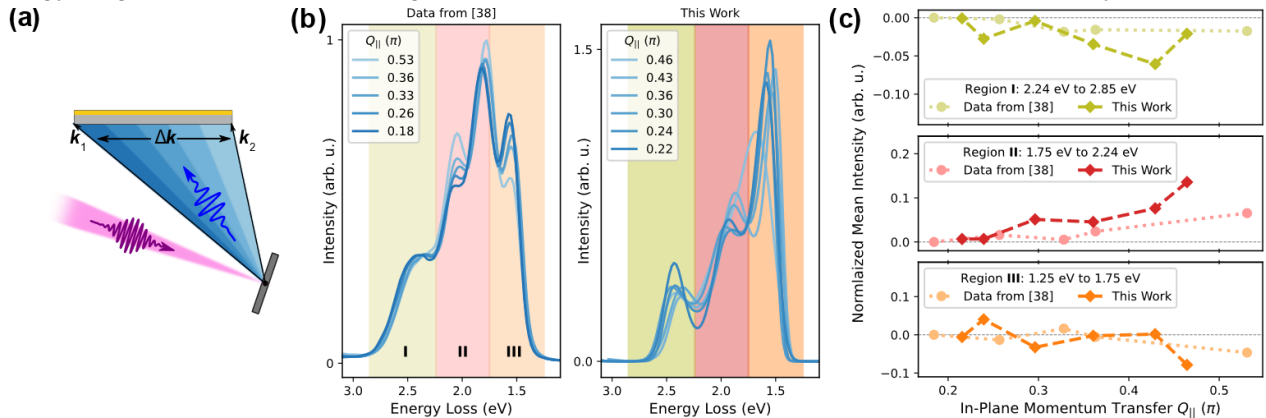 (a)
k1
Δk
k2
(b)
Data from [38]
Q|| (π)
0.53
0.36
0.33
0.26
0.18
1
0
Intensity (arb. u.)
I
II
III
3.0
2.5
2.0
1.5
Energy Loss (eV)
This Work
Q|| (π)
0.46
0.43
0.36
0.30
0.24
0.22
1.5
0.0
Intensity (arb. u.)
3.0
2.5
2.0
1.5
Energy Loss (eV)
(c)
Normlaized Mean Intensity (arb. u.)
0.00
−0.05
−0.10
Region I: 2.24 eV to 2.85 eV
Data from [38]
This Work
0.2
0.1
0.0
Region II: 1.75 eV to 2.24 eV
Data from [38]
This Work
0.1
0.0
−0.1
Region III: 1.25 eV to 1.75 eV
Data from [38]
This Work
0.2
0.3
0.4
0.5
In-Plane Momentum Transfer Q|| (π)